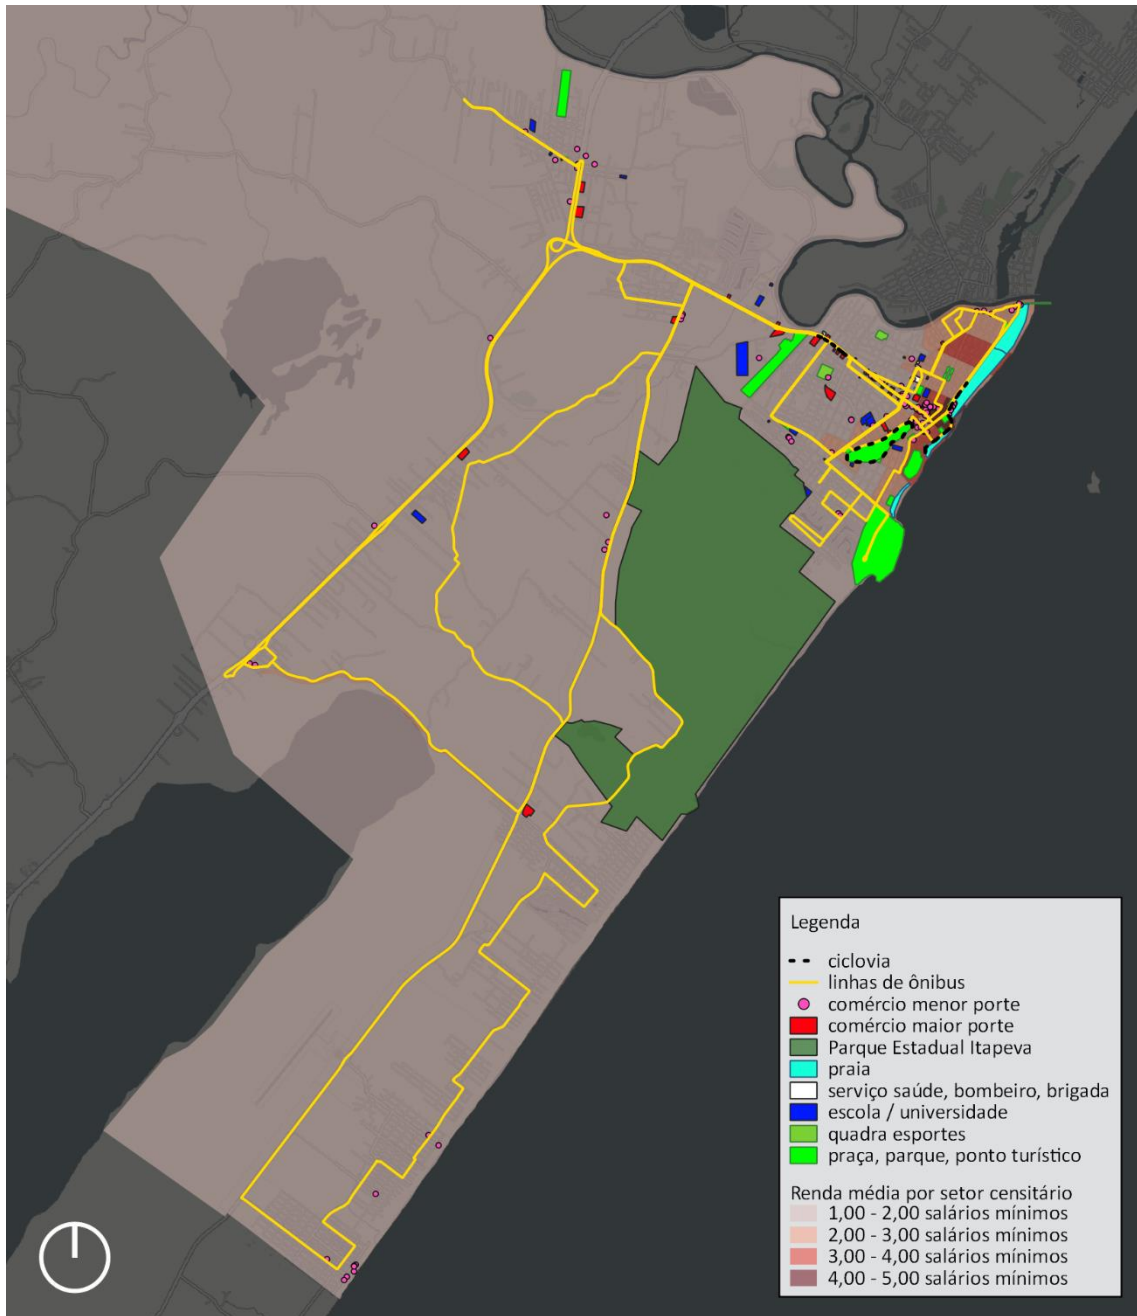 Legenda
ciclovia
linhas de ônibus
comércio menor porte
comércio maior porte
Parque Estadual Itapeva
praia
serviço saúde, bombeiro, brigada
escola / universidade
quadra esportes
praça, parque, ponto turístico
Renda média por setor censitário
1,00 - 2,00 salários mínimos
2,00 - 3,00 salários mínimos
3,00 - 4,00 salários mínimos
4,00 - 5,00 salários mínimos